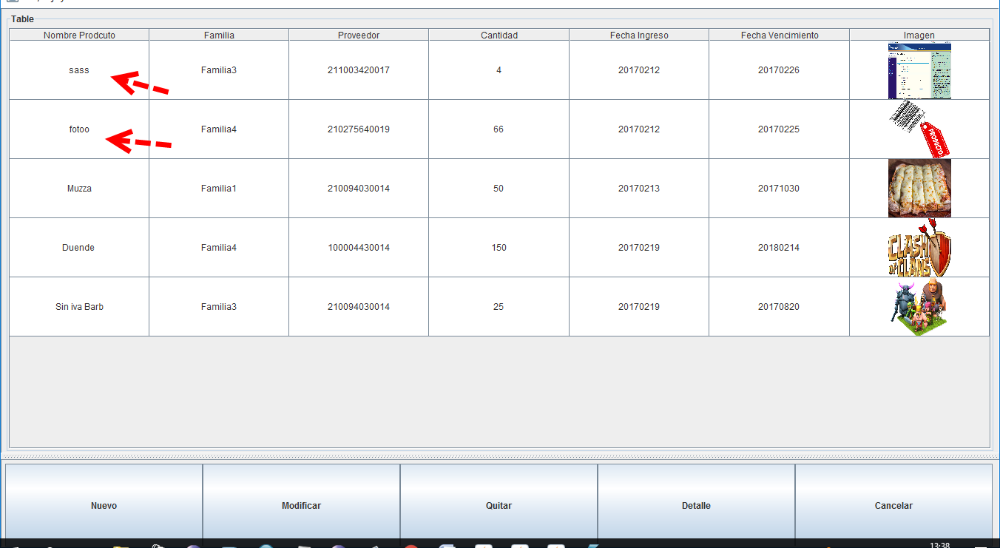 Table
Nombre Prodcuto Familia Proveedor Cantidad Fecha Ingreso Fecha Vencimiento Imagen
sass Familia3 211003420017 4 20170212 20170226
fotoo Familia4 210275640019 66 20170212 20170225
PRODUCTO
Muzza Familia1 210094030014 50 20170213 20171030
Duende Familia4 100004430014 150 20170219 20180214
CLASH
OF CLANS
Sin iva Barb Familia3 210094030014 25 20170219 20170820
Nuevo Modificar Quitar Detalle Cancelar
13:38